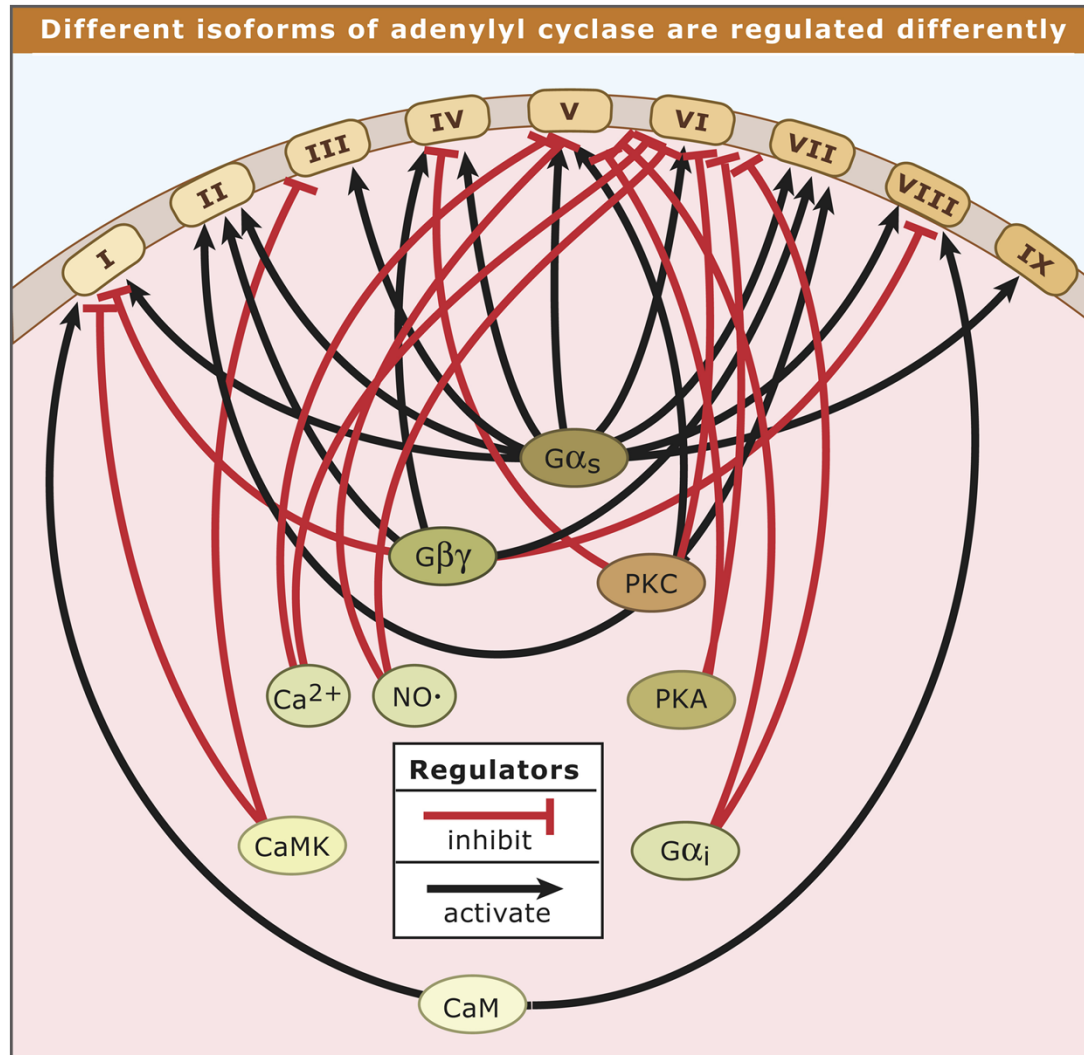 Different isoforms of adenylyl cyclase are regulated differently
V
IV
VI
III
VII
II
VIII
I
IX
Gαs
Gβγ
PKC
Ca2+
NO·
PKA
Regulators
inhibit
activate
CaMK
Gαi
CaM